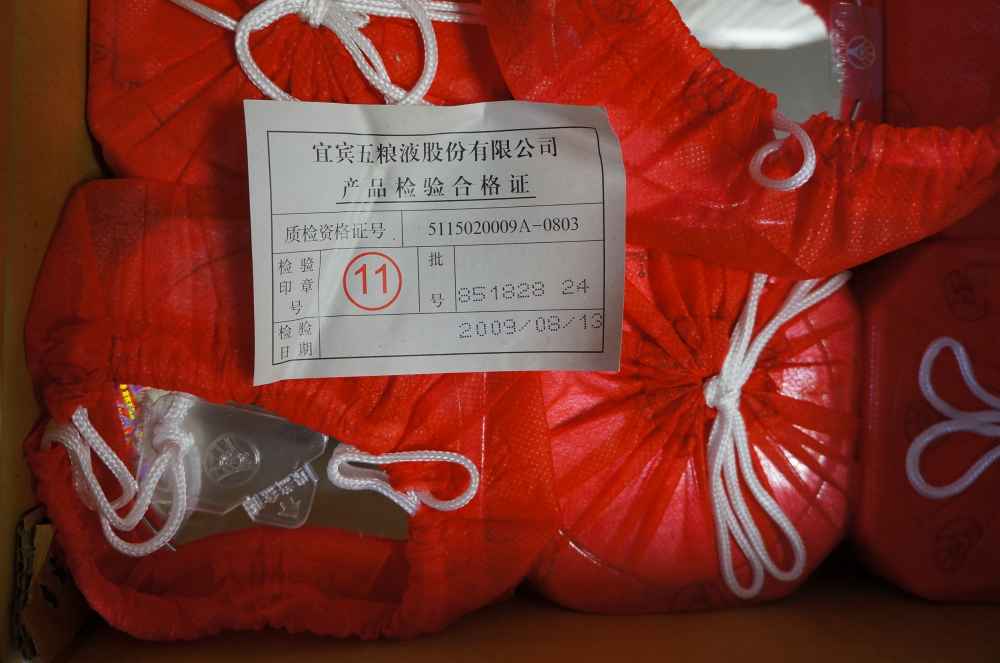 宜宾五粮液股份有限公司
产品检验合格证
质检资格证号 5115020009A-0803
检验印章号 11 批号 851828 24
检验日期 2009/08/13